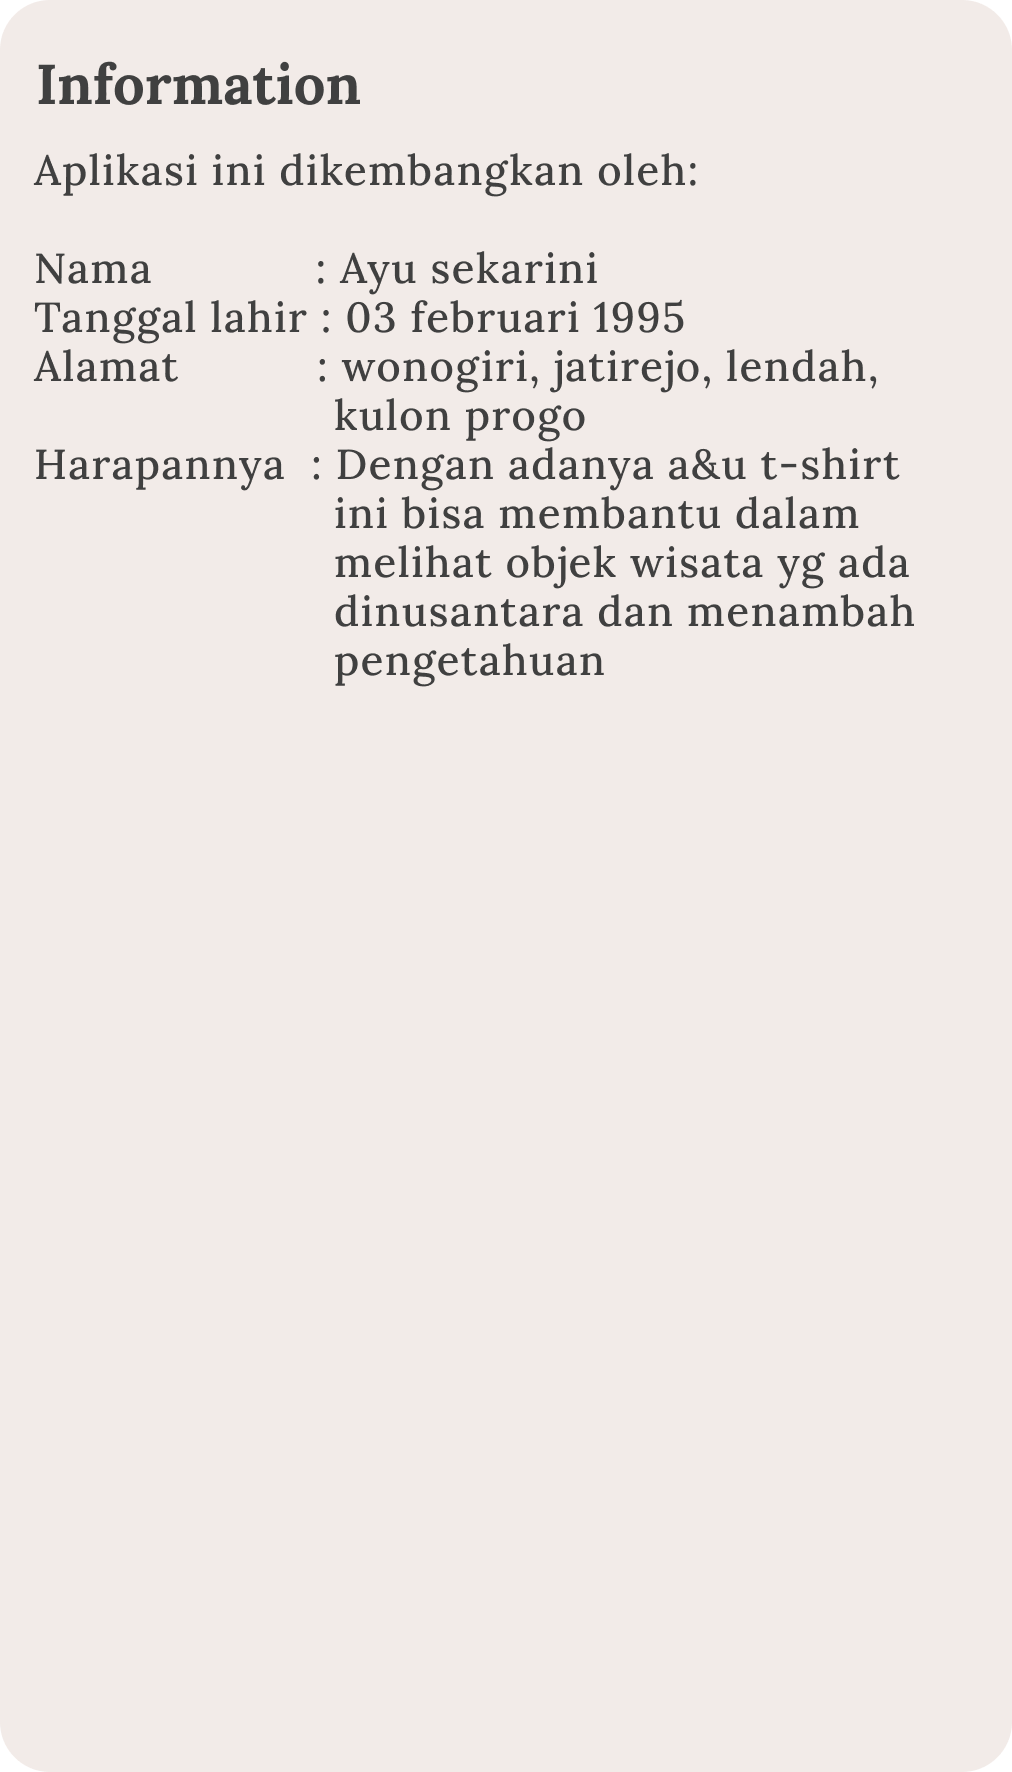 Information
Aplikasi ini dikembangkan oleh:
Nama : Ayu sekarini
Tanggal lahir : 03 februari 1995
Alamat : wonogiri, jatirejo, lendah,
kulon progo
Harapannya : Dengan adanya a&u t-shirt
ini bisa membantu dalam
melihat objek wisata yg ada
dinusantara dan menambah
pengetahuan